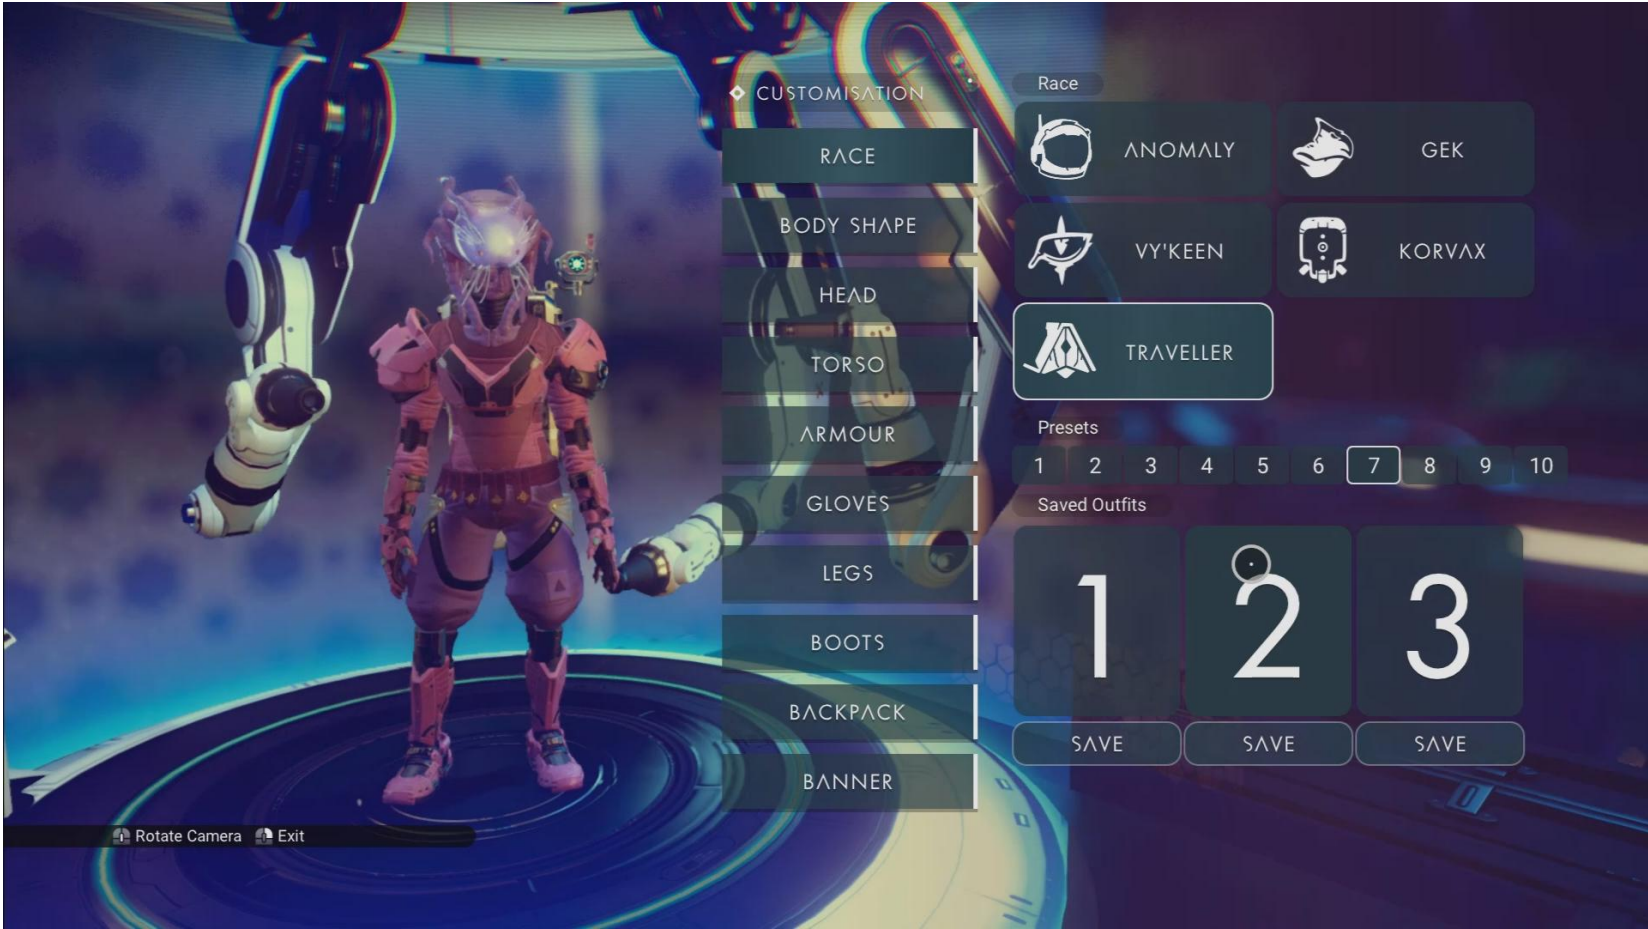 CUSTOMISATION
RACE
BODY SHAPE
HEAD
TORSO
ARMOUR
GLOVES
LEGS
BOOTS
BACKPACK
BANNER
Race
ANOMALY
GEK
VY'KEEN
KORVAX
TRAVELLER
Presets
1 2 3 4 5 6 7 8 9 10
Saved Outfits
1 2 3
SAVE SAVE SAVE
Rotate Camera Exit